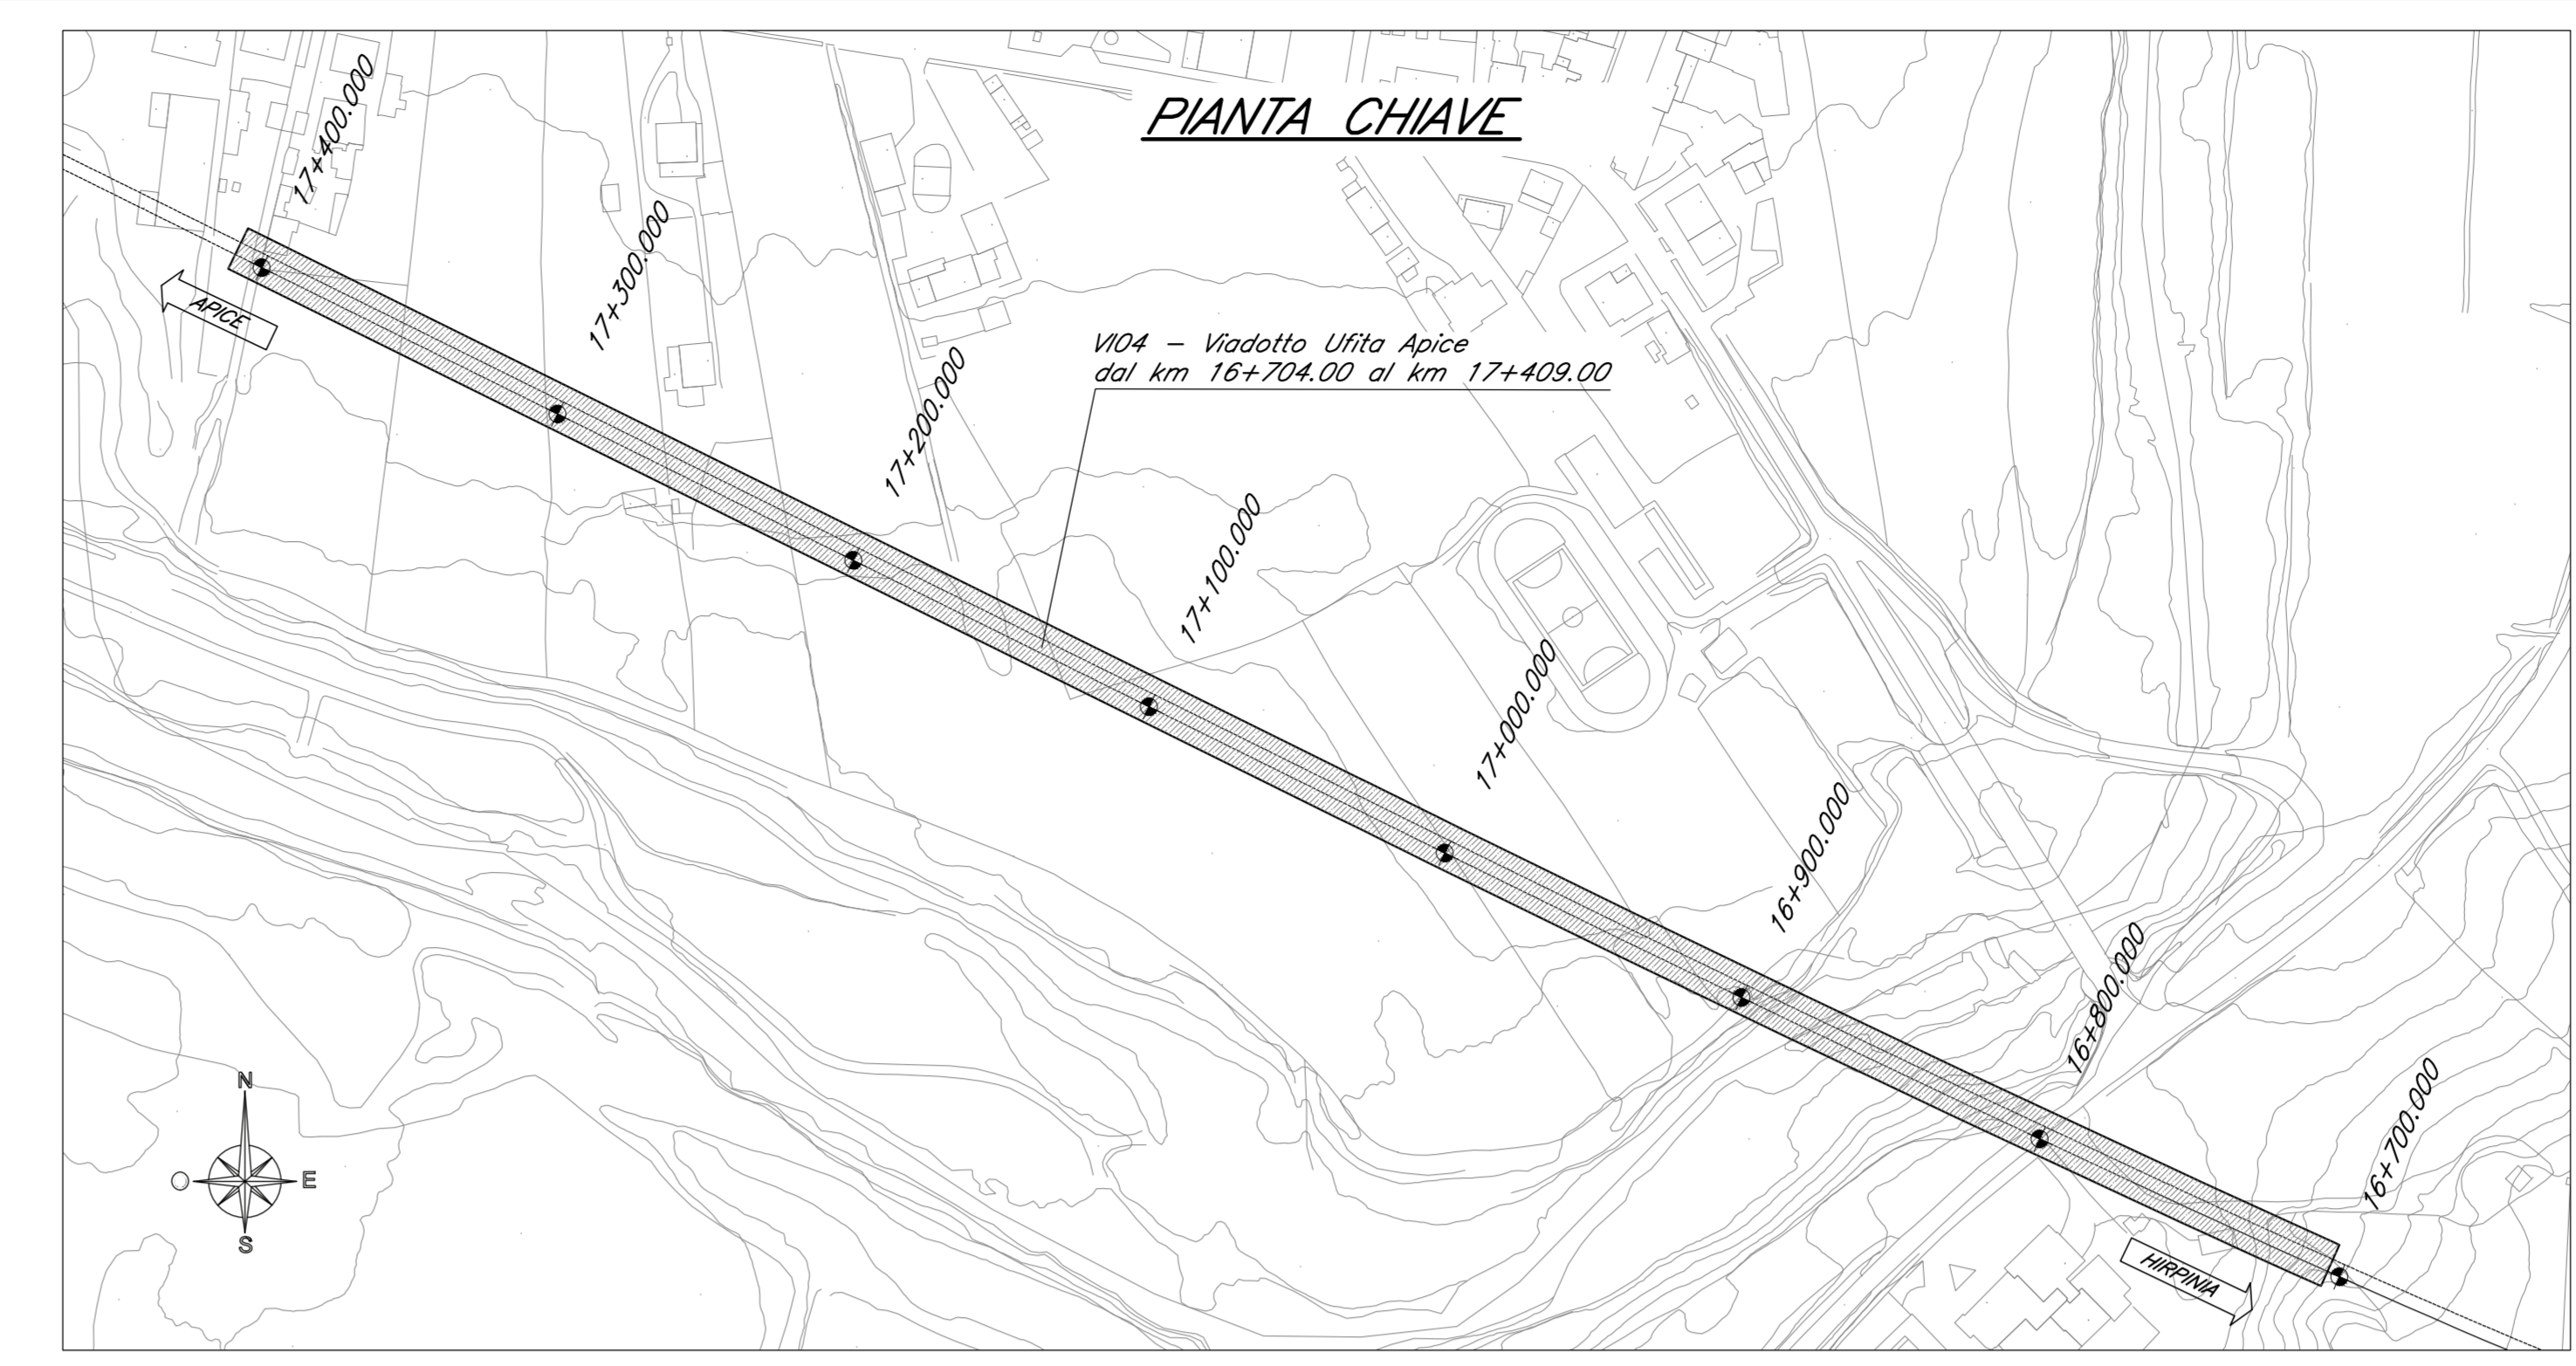 PIANTA CHIAVE
17+400.000
17+300.000
APICE
VI04 - Viadotto Ufita Apice
dal km 16+704.00 al km 17+409.00
17+200.000
17+100.000
17+000.000
16+900.000
16+800.000
16+700.000
N
O
E
S
HIRPINIA